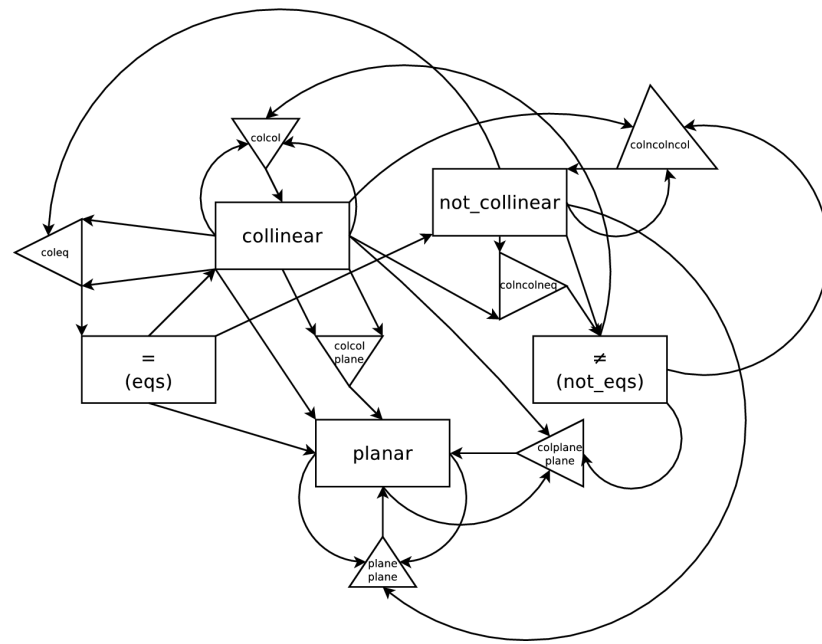 colcol
colncolncol
not_collinear
collinear
coleq
colncolneq
=
(eqs)
colcol
plane
≠
(not_eqs)
planar
colplane
plane
plane
plane